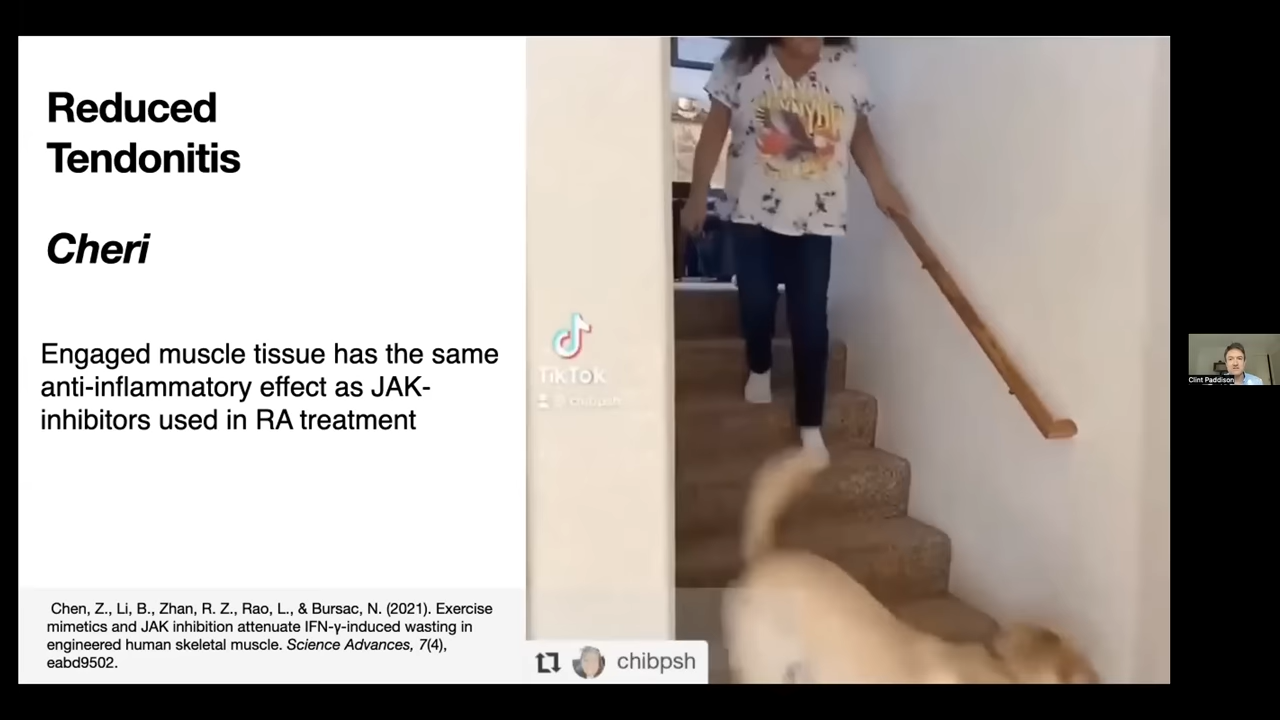 Reduced
Tendonitis
Cheri
Engaged muscle tissue has the same
anti-inflammatory effect as JAK-
inhibitors used in RA treatment
Chen, Z., Li, B., Zhan, R. Z., Rao, L., & Bursac, N. (2021). Exercise
mimetics and JAK inhibition attenuate IFN-γ-induced wasting in
engineered human skeletal muscle. Science Advances, 7(4),
eabd9502.
TikTok
@chibpsh
chibpsh
Clint Paddison